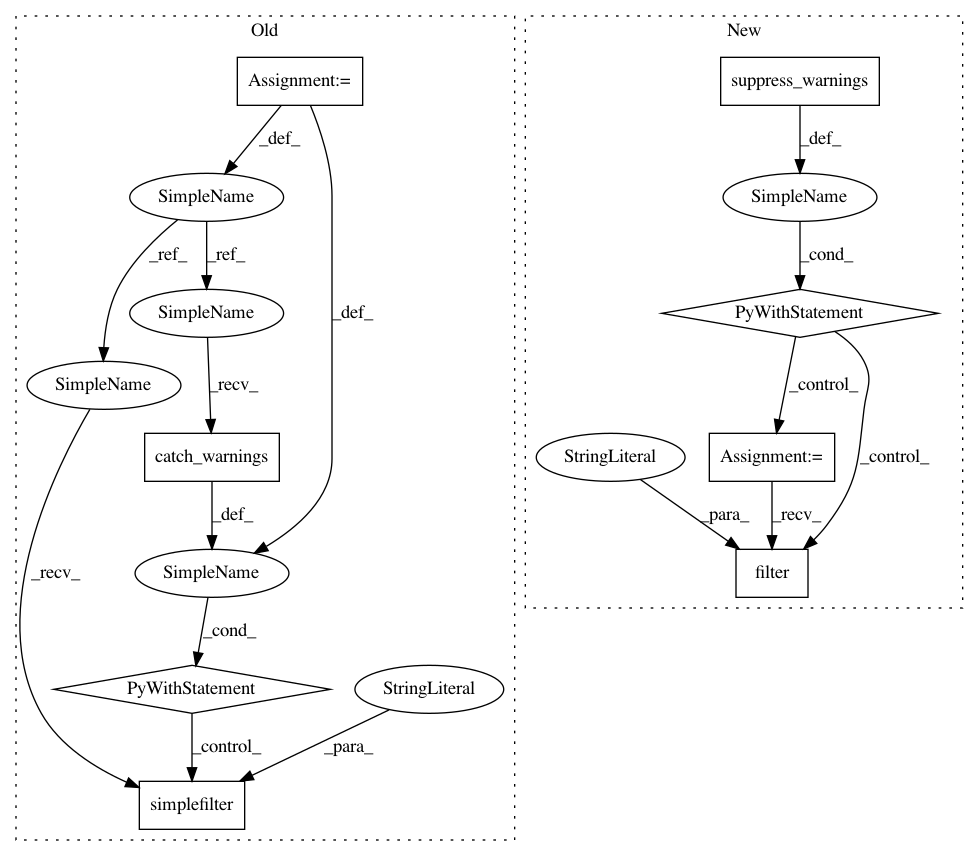 Old
New
Assignment:=
suppress_warnings
_def_
_def_
SimpleName
SimpleName
_ref_
_ref_
_cond_
SimpleName
_def_
PyWithStatement
SimpleName
_recv_
_control_
catch_warnings
StringLiteral
Assignment:=
_control_
_def_
_para_
_recv_
_recv_
SimpleName
filter
_cond_
PyWithStatement
StringLiteral
_control_
_para_
simplefilter